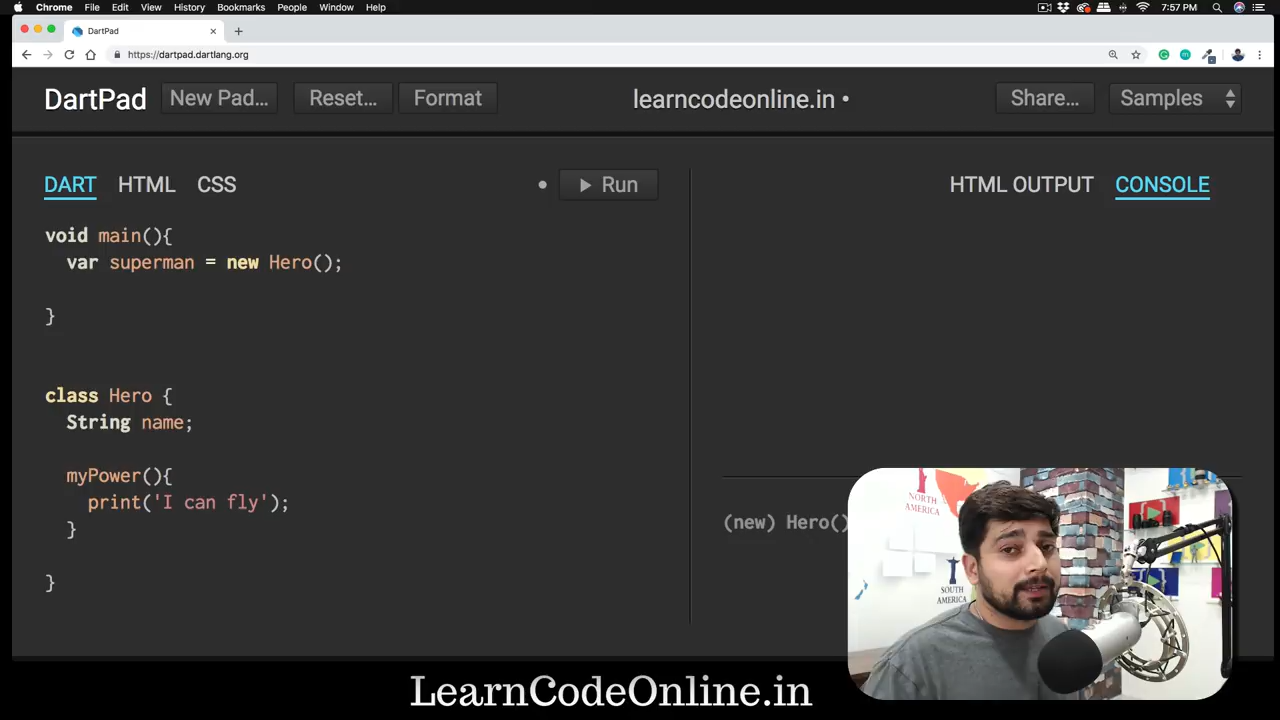 Chrome File Edit View History Bookmarks People Window Help 7:57 PM
DartPad
https://dartpad.dartlang.org
DartPad New Pad... Reset... Format learncodeonline.in • Share... Samples
DART HTML CSS Run HTML OUTPUT CONSOLE
void main(){
var superman = new Hero();
}
class Hero {
String name;
myPower(){
print('I can fly');
}
}
(new) Hero()
NORTH
AMERICA
SOUTH
AMERICA
LearnCodeOnline.in